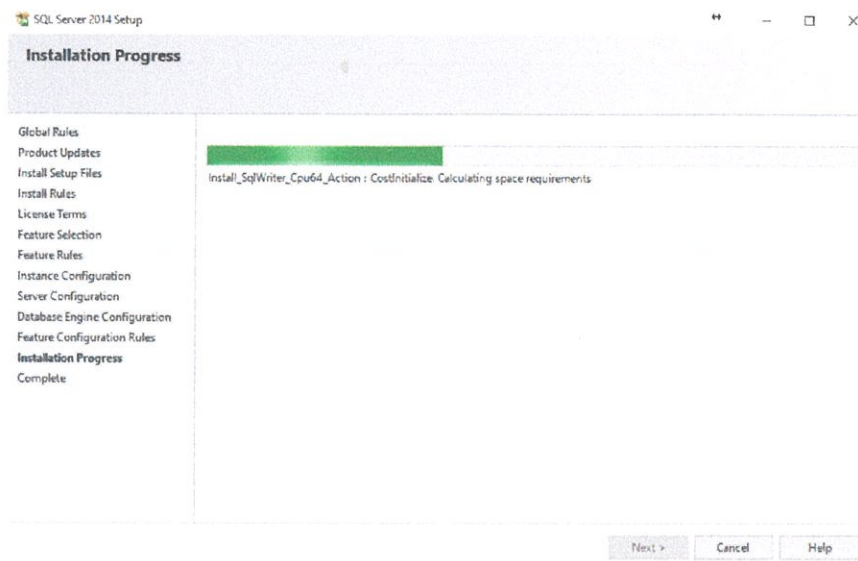 SQL Server 2014 Setup
Installation Progress
Global Rules
Product Updates
Install Setup Files
Install Rules
License Terms
Feature Selection
Feature Rules
Instance Configuration
Server Configuration
Database Engine Configuration
Feature Configuration Rules
Installation Progress
Complete
Install_SqlWriter_Cpu64_Action : CostInitialize. Calculating space requirements
Next >
Cancel
Help